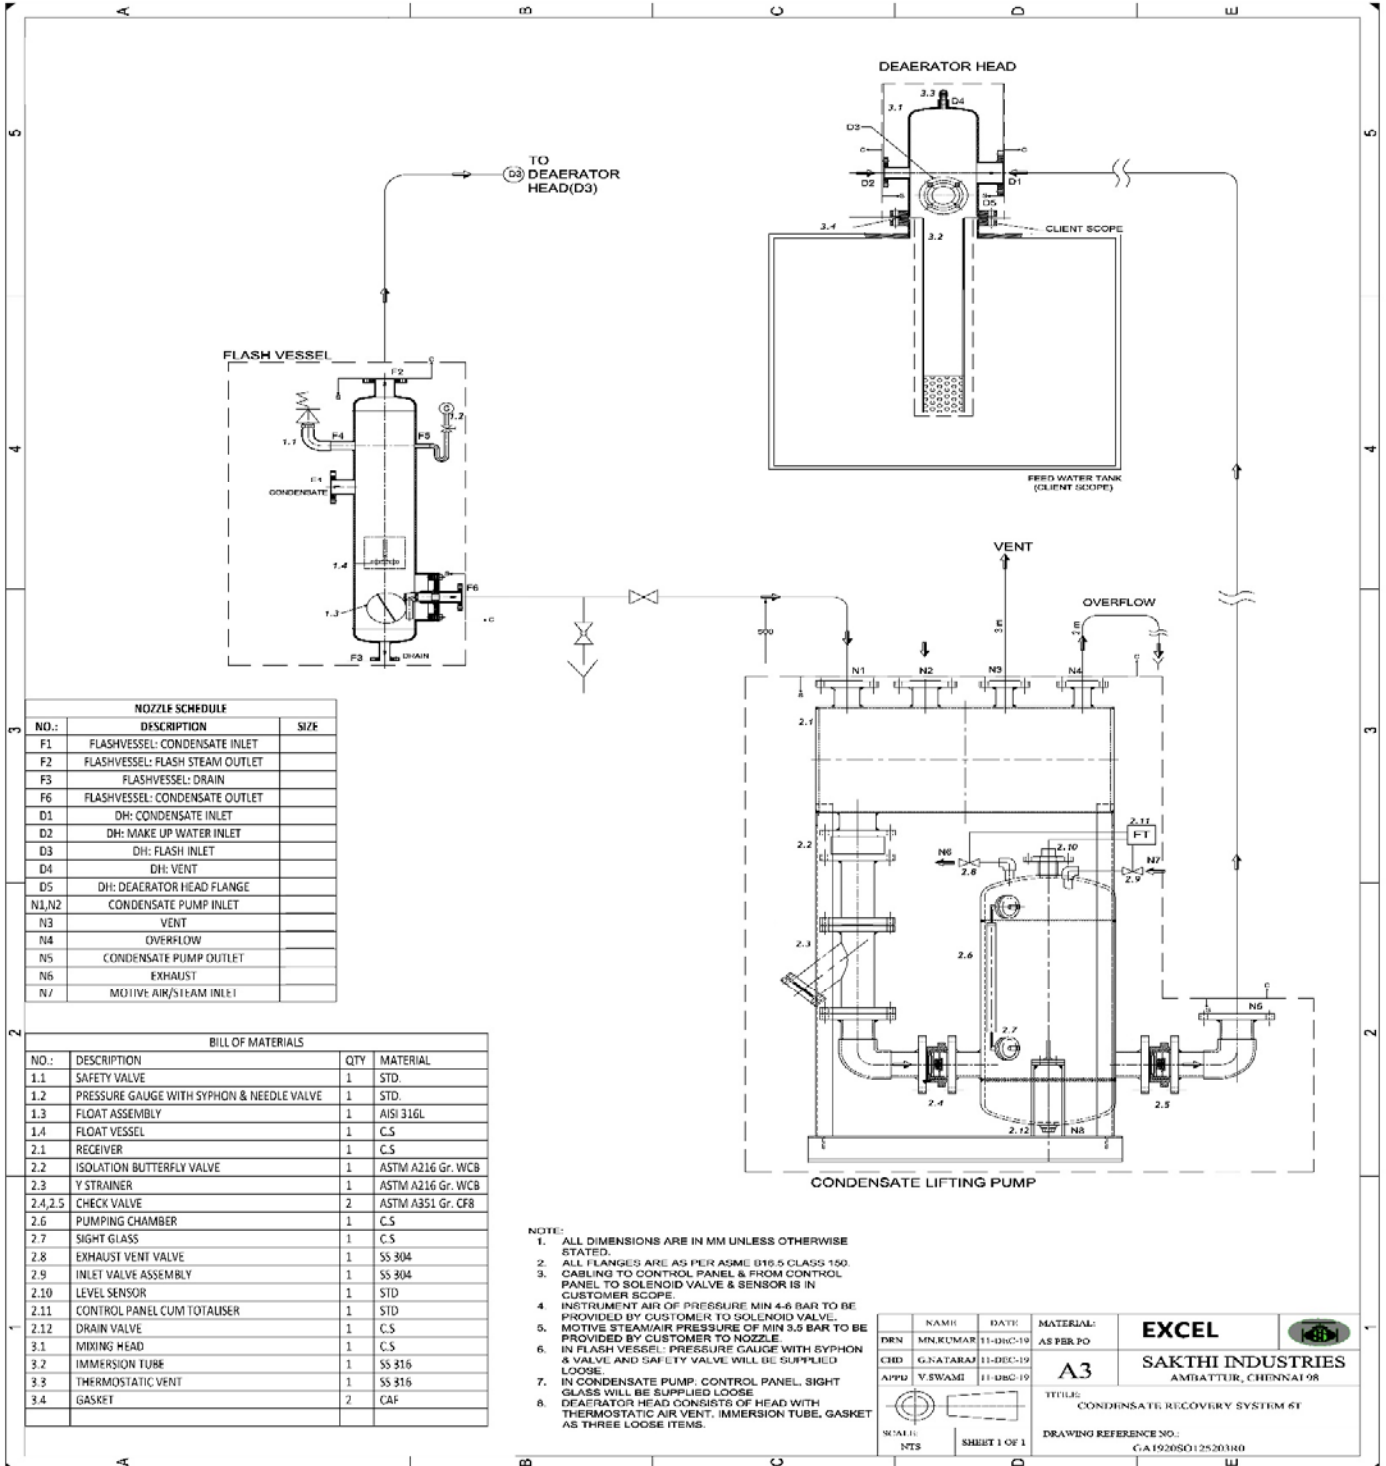 A B C D E
DEAERATOR HEAD
3.3
D4
3.1
D3
C
C
5
5
TO
DEAERATOR
HEAD(D3)
D3
D2
D1
D5
3.4
3.2
CLIENT SCOPE
FLASH VESSEL
C
F2
1.2
1.1
F4
F5
4
4
F1
CONDENSATE
FEED WATER TANK
(CLIENT SCOPE)
1.4
VENT
F6
1.3
OVERFLOW
500
3m
2m
F3
DRAIN
N1
N2
N3
N4
C
NOZZLE SCHEDULE
NO.: DESCRIPTION SIZE
F1 FLASHVESSEL: CONDENSATE INLET
F2 FLASHVESSEL: FLASH STEAM OUTLET
F3 FLASHVESSEL: DRAIN
F6 FLASHVESSEL: CONDENSATE OUTLET
D1 DH: CONDENSATE INLET
D2 DH: MAKE UP WATER INLET
D3 DH: FLASH INLET
D4 DH: VENT
D5 DH: DEAERATOR HEAD FLANGE
N1,N2 CONDENSATE PUMP INLET
N3 VENT
N4 OVERFLOW
N5 CONDENSATE PUMP OUTLET
N6 EXHAUST
N7 MOTIVE AIR/STEAM INLET
3
3
2.1
2.11
FT
2.2
2.10
N6
N7
2.8
2.9
2.3
2.6
C
N5
2.7
2.4
2.5
2.12
N8
CONDENSATE LIFTING PUMP
2
2
BILL OF MATERIALS
NO.: DESCRIPTION QTY MATERIAL
1.1 SAFETY VALVE 1 STD.
1.2 PRESSURE GAUGE WITH SYPHON & NEEDLE VALVE 1 STD.
1.3 FLOAT ASSEMBLY 1 AISI 316L
1.4 FLOAT VESSEL 1 C.S
2.1 RECEIVER 1 C.S
2.2 ISOLATION BUTTERFLY VALVE 1 ASTM A216 Gr. WCB
2.3 Y STRAINER 1 ASTM A216 Gr. WCB
2.4,2.5 CHECK VALVE 2 ASTM A351 Gr. CF8
2.6 PUMPING CHAMBER 1 C.S
2.7 SIGHT GLASS 1 C.S
2.8 EXHAUST VENT VALVE 1 SS 304
2.9 INLET VALVE ASSEMBLY 1 SS 304
2.10 LEVEL SENSOR 1 STD
2.11 CONTROL PANEL CUM TOTALISER 1 STD
2.12 DRAIN VALVE 1 C.S
3.1 MIXING HEAD 1 C.S
3.2 IMMERSION TUBE 1 SS 316
3.3 THERMOSTATIC VENT 1 SS 316
3.4 GASKET 2 CAF
1
1
NOTE:
1. ALL DIMENSIONS ARE IN MM UNLESS OTHERWISE
STATED.
2. ALL FLANGES ARE AS PER ASME B16.5 CLASS 150.
3. CABLING TO CONTROL PANEL & FROM CONTROL
PANEL TO SOLENOID VALVE & SENSOR IS IN
CUSTOMER SCOPE.
4. INSTRUMENT AIR OF PRESSURE MIN 4-6 BAR TO BE
PROVIDED BY CUSTOMER TO SOLENOID VALVE.
5. MOTIVE STEAM/AIR PRESSURE OF MIN 3.5 BAR TO BE
PROVIDED BY CUSTOMER TO NOZZLE.
6. IN FLASH VESSEL: PRESSURE GAUGE WITH SYPHON
& VALVE AND SAFETY VALVE WILL BE SUPPLIED
LOOSE.
7. IN CONDENSATE PUMP: CONTROL PANEL, SIGHT
GLASS WILL BE SUPPLIED LOOSE
8. DEAERATOR HEAD CONSISTS OF HEAD WITH
THERMOSTATIC AIR VENT, IMMERSION TUBE, GASKET
AS THREE LOOSE ITEMS.
NAME DATE MATERIAL:
DRN MN.KUMAR 11-DEC-19 AS PER PO
CHD G.NATARAJ 11-DEC-19
APPD V.SWAMI 11-DEC-19
A3
EXCEL
SAKTHI INDUSTRIES
AMBATTUR, CHENNAI 98
TITLE:
CONDENSATE RECOVERY SYSTEM 6T
SCALE:
NTS
SHEET 1 OF 1
DRAWING REFERENCE NO.:
GA1920SO125203R0
A B C D E